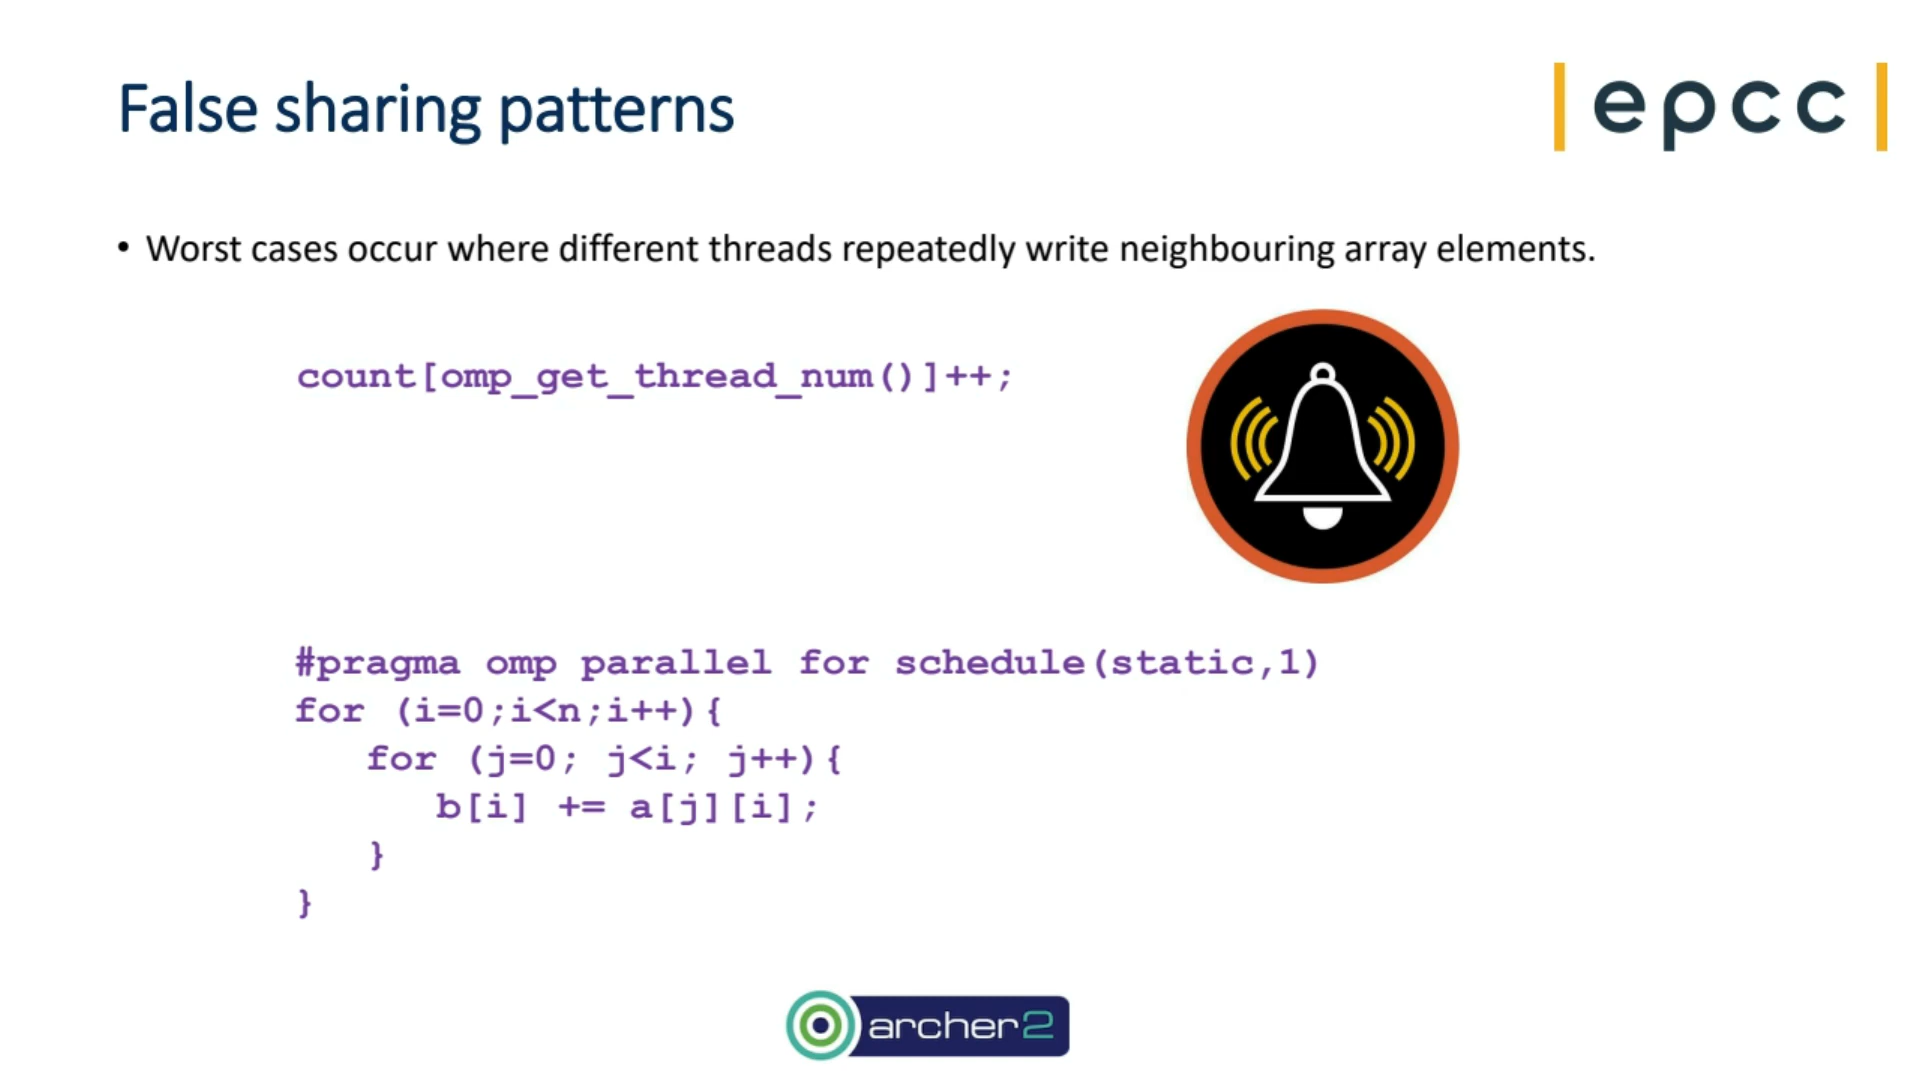 False sharing patterns
|epcc|
• Worst cases occur where different threads repeatedly write neighbouring array elements.
count[omp_get_thread_num()]++;
#pragma omp parallel for schedule(static,1)
for (i=0;i<n;i++){
for (j=0; j<i; j++){
b[i] += a[j][i];
}
}
archer2